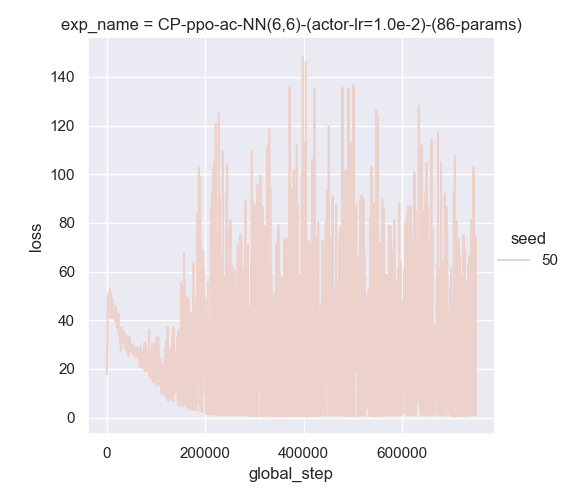 exp_name = CP-ppo-ac-NN(6,6)-(actor-lr=1.0e-2)-(86-params)
140
120
100
80
60
40
20
0
loss
seed
50
0 200000 400000 600000
global_step